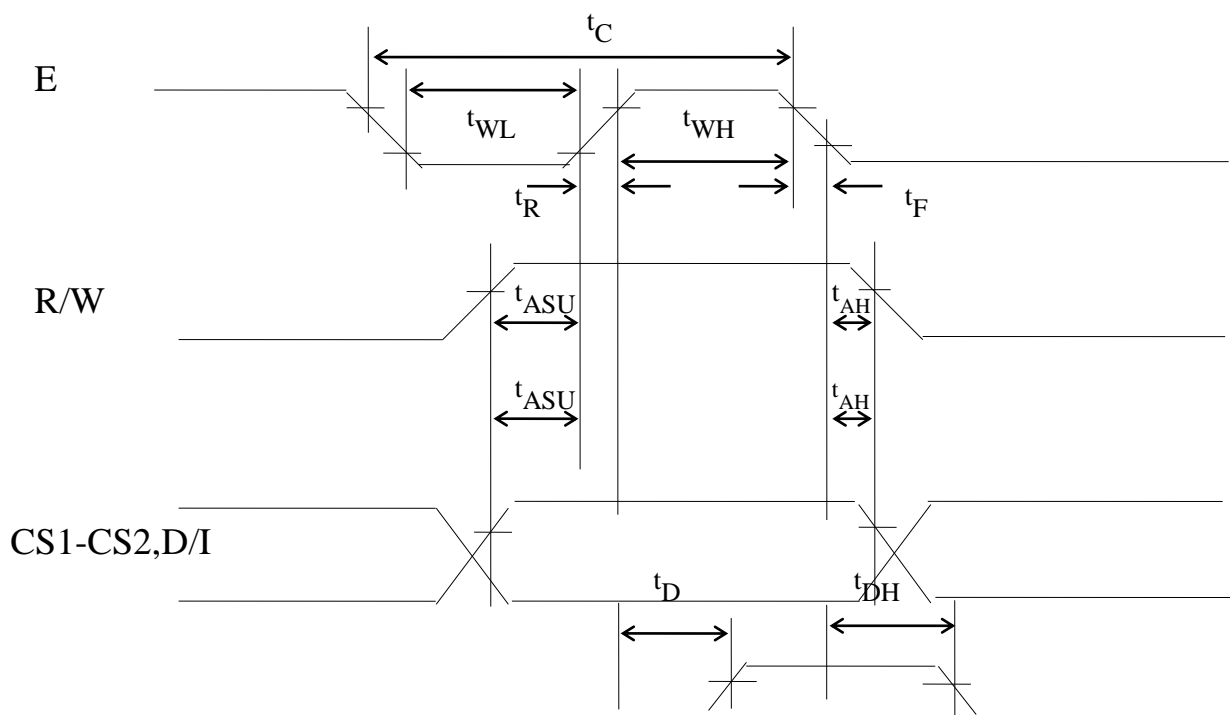 tC
E
tWL
tWH
tR
tF
R/W
tASU
tAH
tASU
tAH
CS1-CS2,D/I
tD
tDH